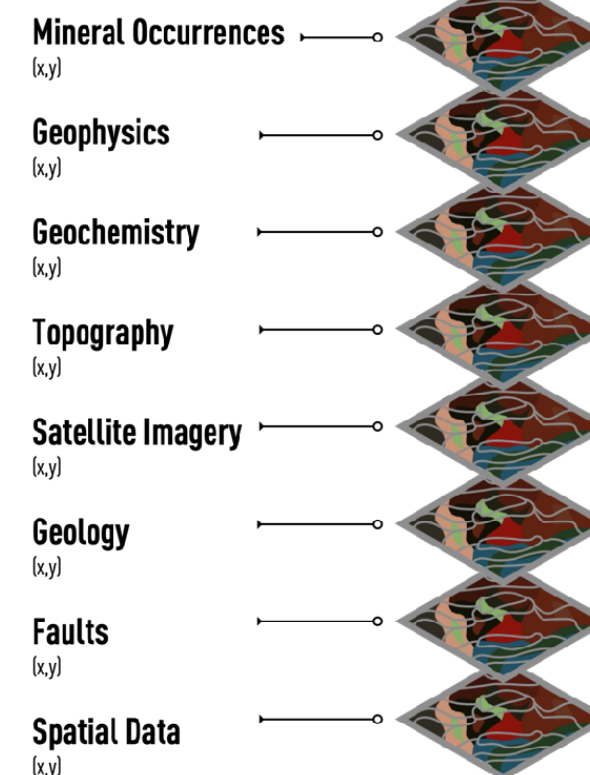 Mineral Occurrences
(x,y)
Geophysics
(x,y)
Geochemistry
(x,y)
Topography
(x,y)
Satellite Imagery
(x,y)
Geology
(x,y)
Faults
(x,y)
Spatial Data
(x,y)